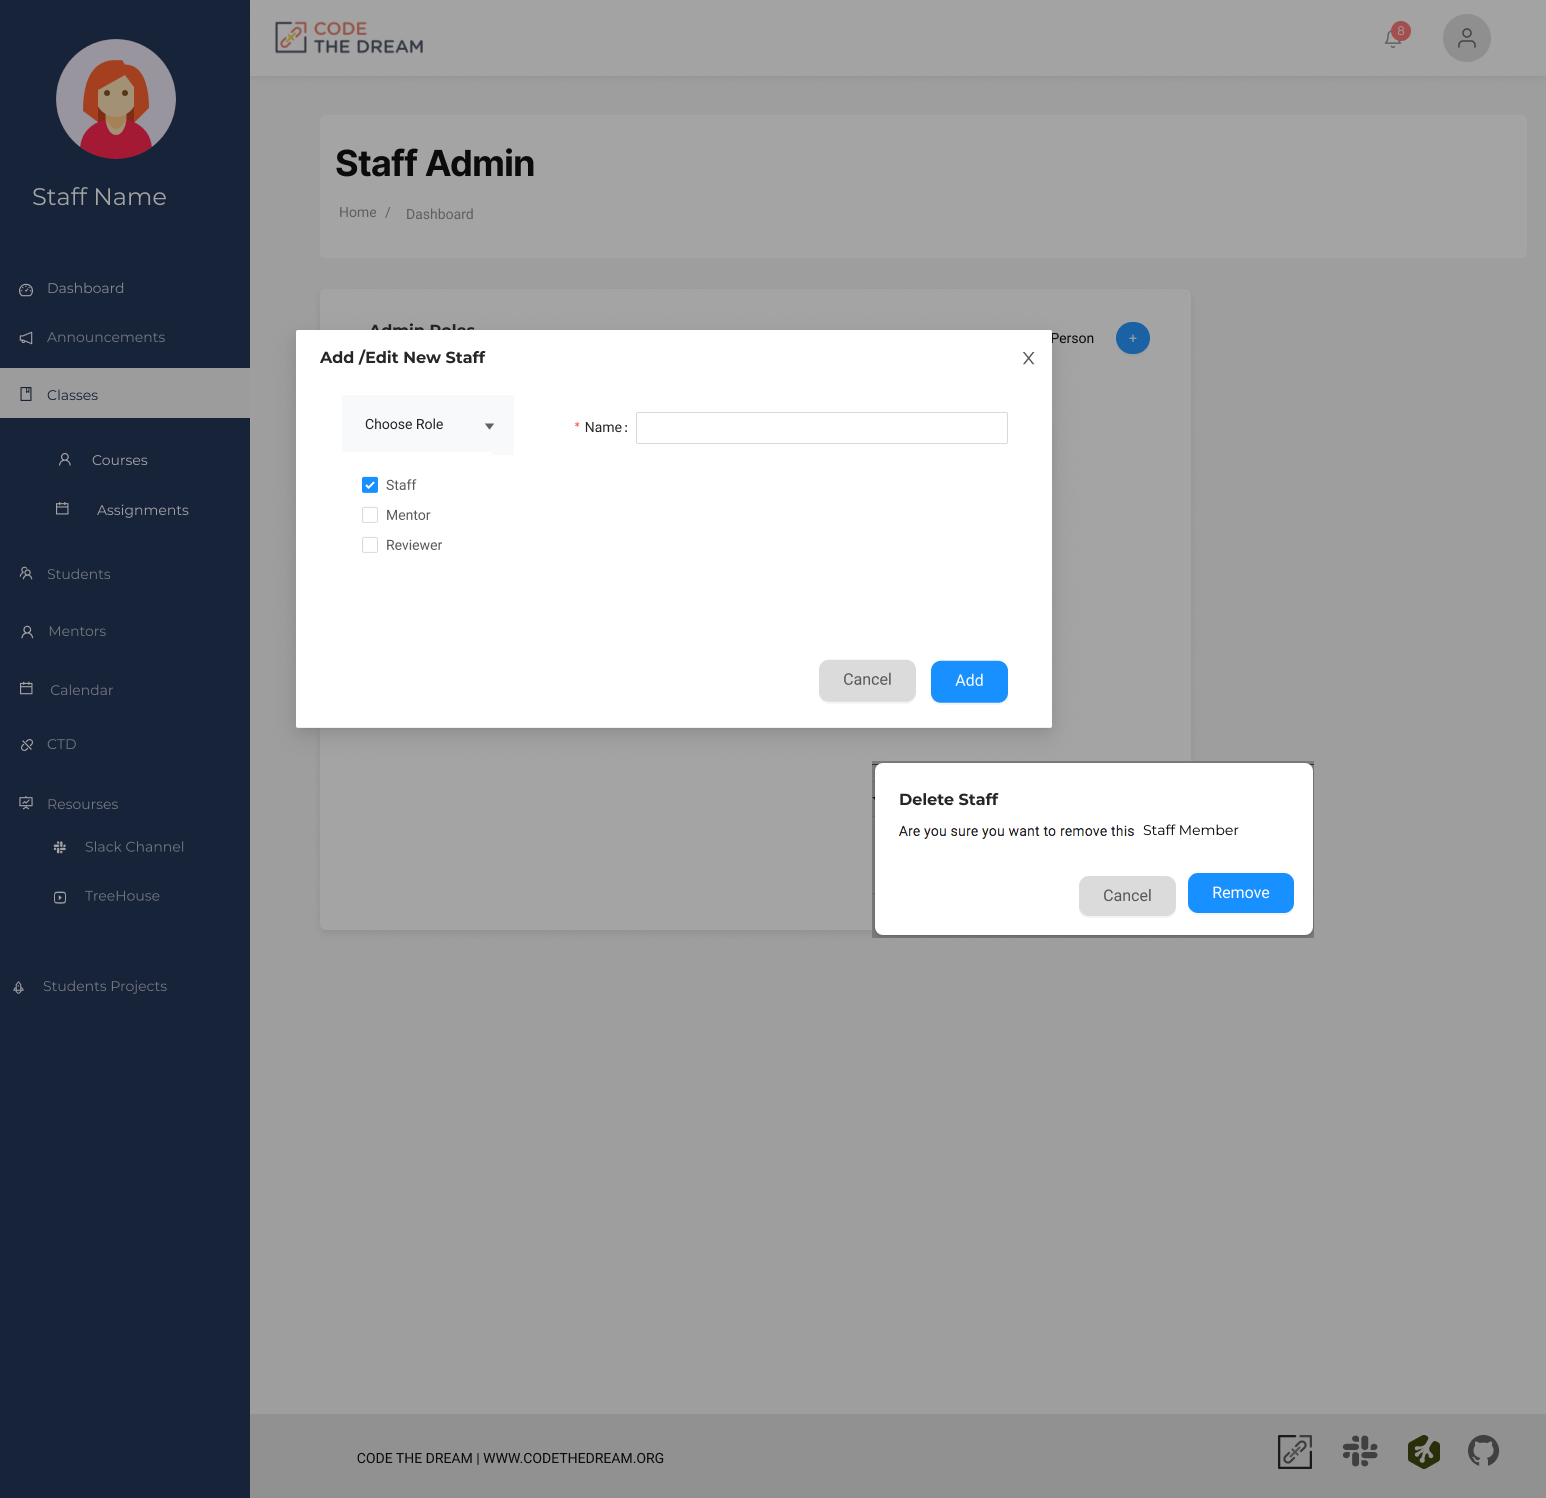 CODE
THE DREAM
8
Staff Name
Staff Admin
Home / Dashboard
Dashboard
Announcements
Classes
Courses
Assignments
Students
Mentors
Calendar
CTD
Resourses
Slack Channel
TreeHouse
Students Projects
Admin Roles
Person +
Add /Edit New Staff X
Choose Role
* Name :
Staff
Mentor
Reviewer
Cancel Add
Delete Staff
Are you sure you want to remove this Staff Member
Cancel Remove
CODE THE DREAM | WWW.CODETHEDREAM.ORG